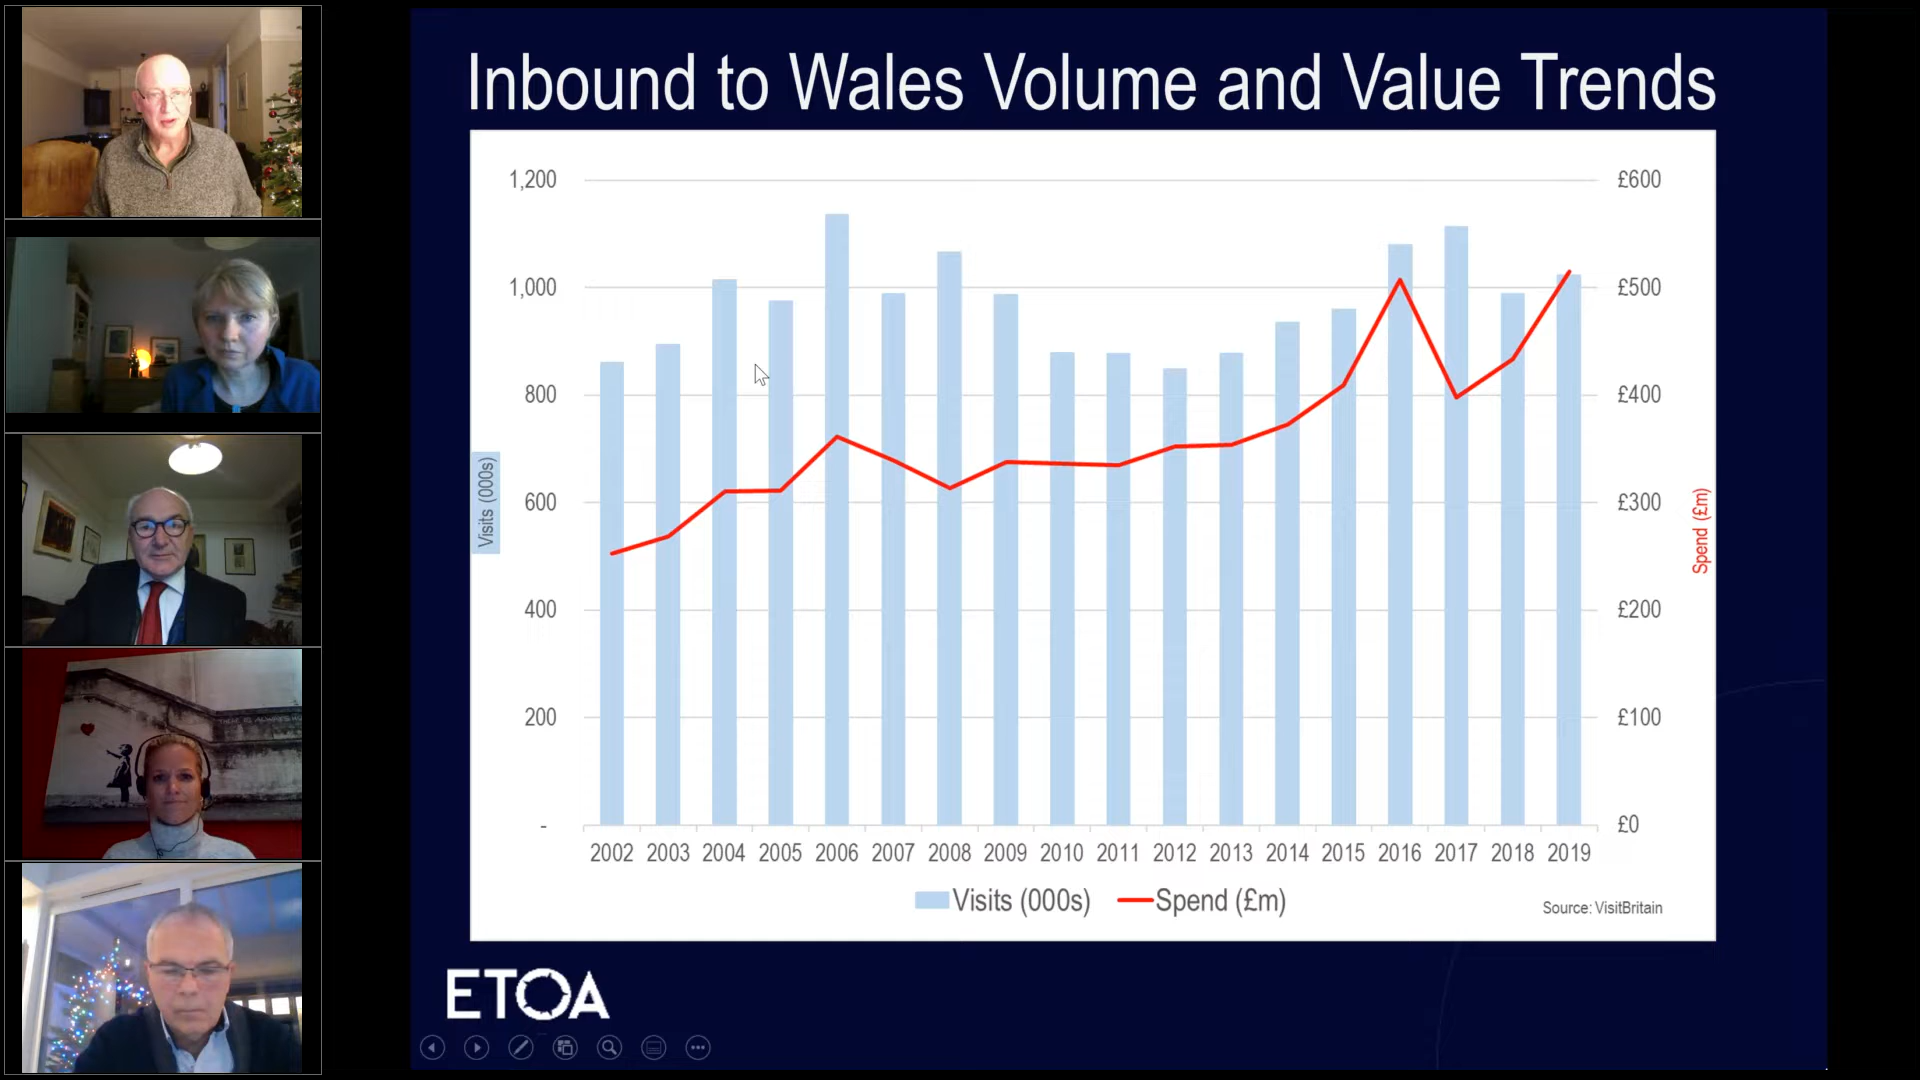 Inbound to Wales Volume and Value Trends
1,200
1,000
800
600
400
200
-
Visits (000s)
£600
£500
£400
£300
£200
£100
£0
Spend (£m)
2002 2003 2004 2005 2006 2007 2008 2009 2010 2011 2012 2013 2014 2015 2016 2017 2018 2019
Visits (000s) Spend (£m)
Source: VisitBritain
ETOA